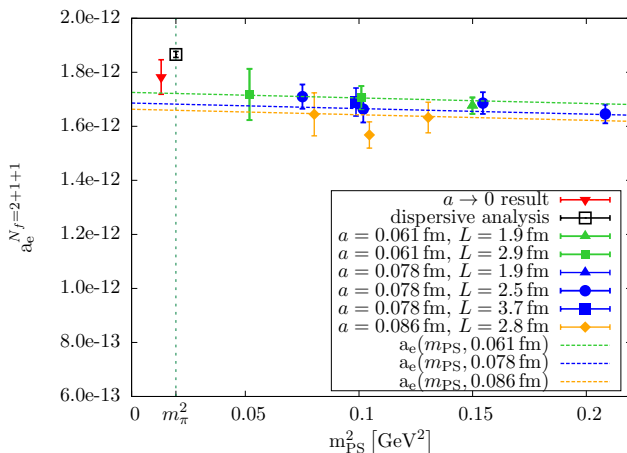 2.0e-12
1.8e-12
1.6e-12
1.4e-12
1.2e-12
1.0e-12
8.0e-13
6.0e-13
a_e^{N_f=2+1+1}
a → 0 result
dispersive analysis
a = 0.061 fm, L = 1.9 fm
a = 0.061 fm, L = 2.9 fm
a = 0.078 fm, L = 1.9 fm
a = 0.078 fm, L = 2.5 fm
a = 0.078 fm, L = 3.7 fm
a = 0.086 fm, L = 2.8 fm
a_e(m_PS, 0.061 fm)
a_e(m_PS, 0.078 fm)
a_e(m_PS, 0.086 fm)
0 m_π^2 0.05 0.1 0.15 0.2
m_PS^2 [GeV^2]